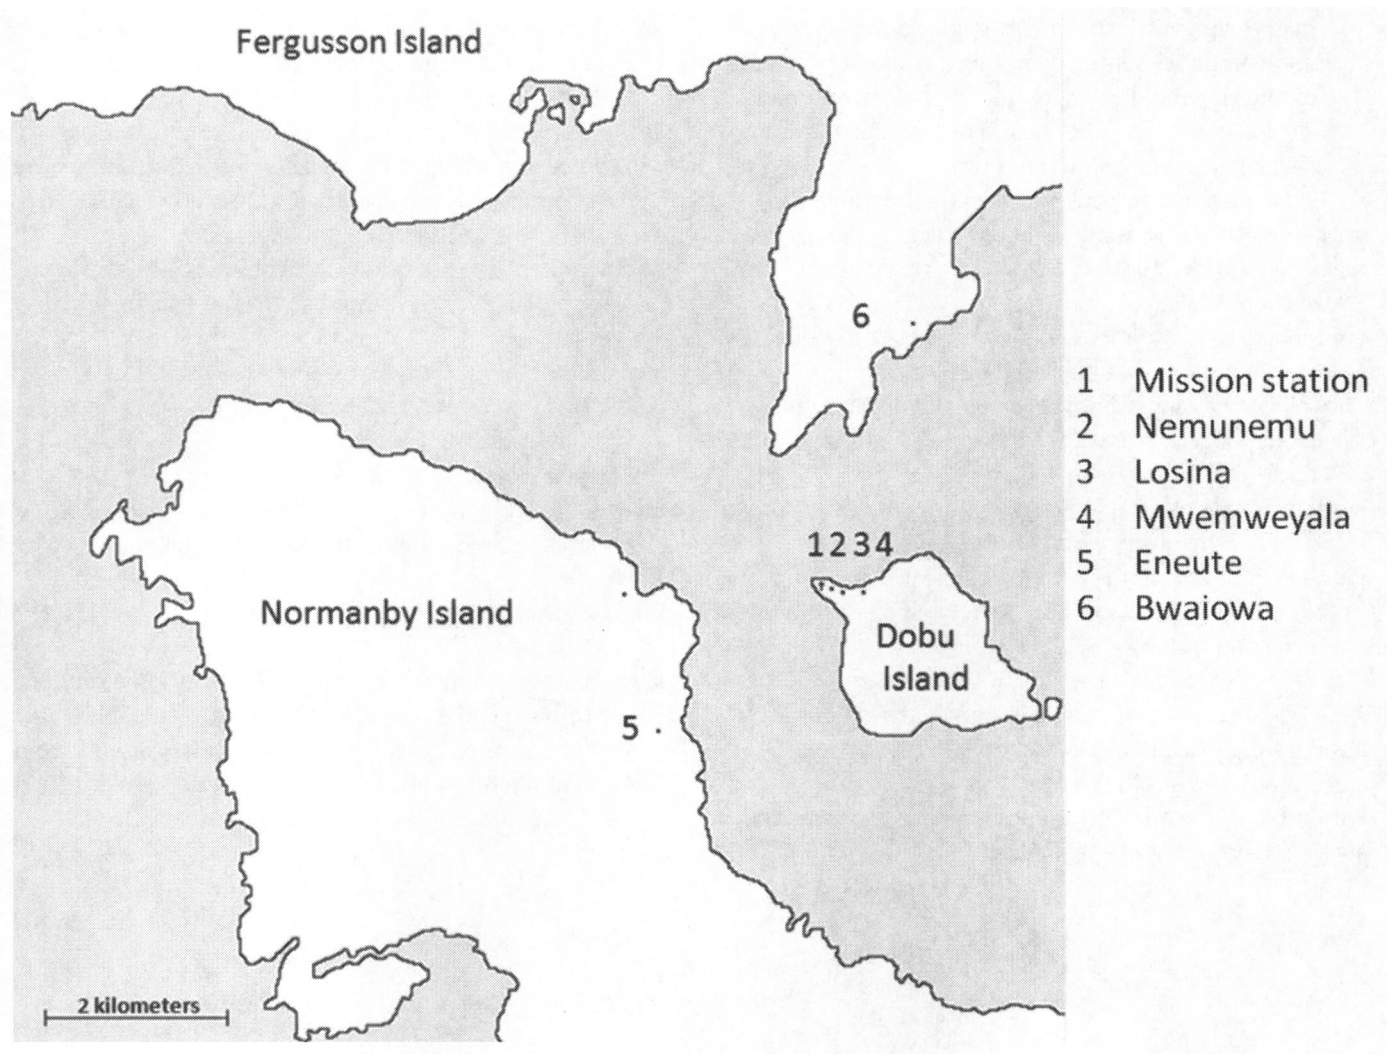 Fergusson Island
6
1 Mission station
2 Nemunemu
3 Losina
4 Mwemweyala
5 Eneute
6 Bwaiowa
1234
Normanby Island
Dobu
Island
5
2 kilometers